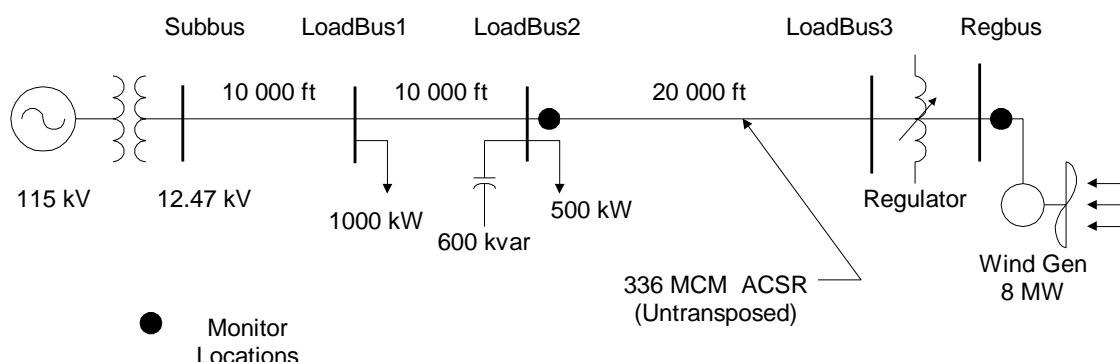 Subbus
LoadBus1
LoadBus2
LoadBus3
Regbus
10 000 ft
10 000 ft
20 000 ft
115 kV
12.47 kV
1000 kW
600 kvar
500 kW
Regulator
336 MCM ACSR
(Untransposed)
Wind Gen
8 MW
Monitor
Locations